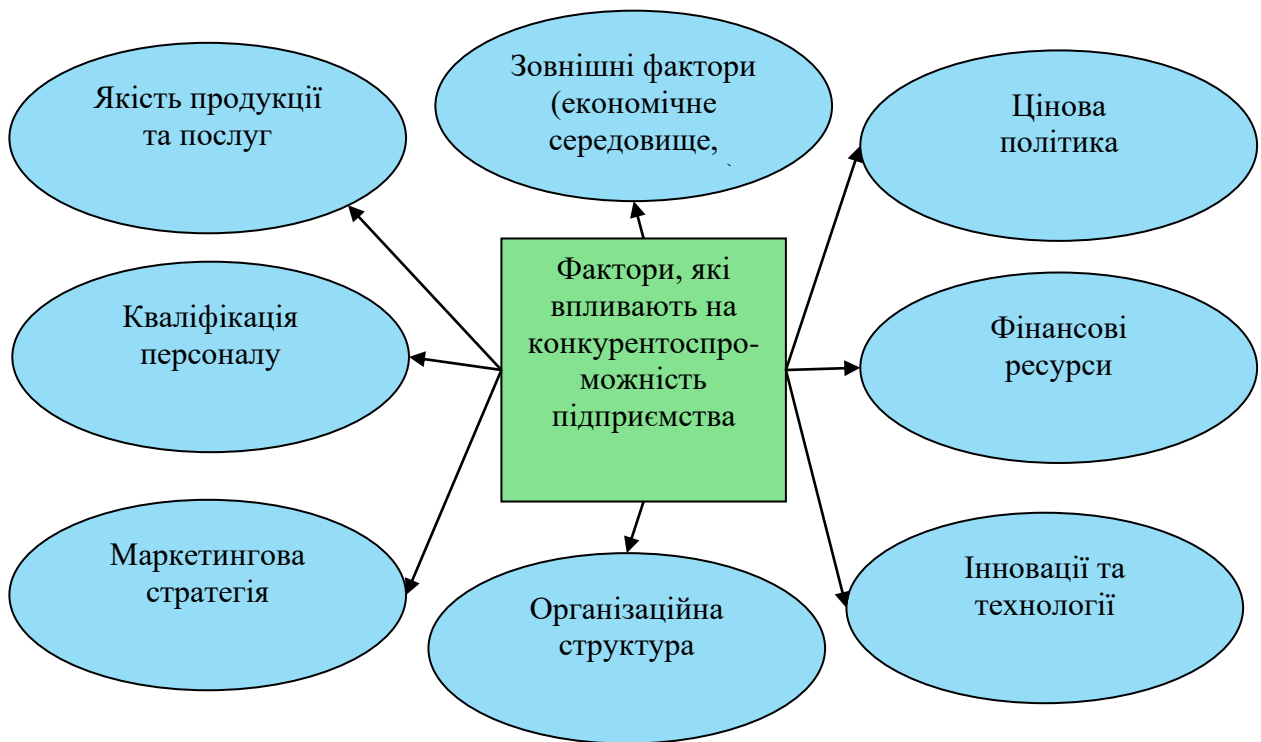 Якість продукції
та послуг
Зовнішні фактори
(економічне
середовище,
Цінова
політика
Фактори, які
впливають на
конкурентоспро-
можність
підприємства
Кваліфікація
персоналу
Фінансові
ресурси
Маркетингова
стратегія
Організаційна
структура
Інновації та
технології